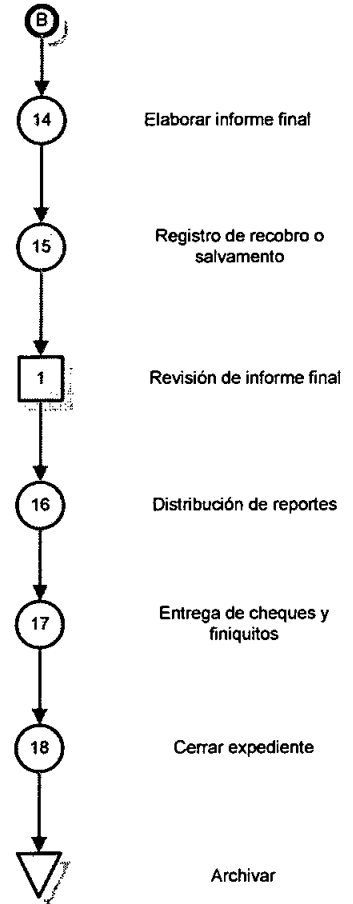 B
14
Elaborar informe final
15
Registro de recobro o
salvamento
1
Revisión de informe final
16
Distribución de reportes
17
Entrega de cheques y
finiquitos
18
Cerrar expediente
Archivar